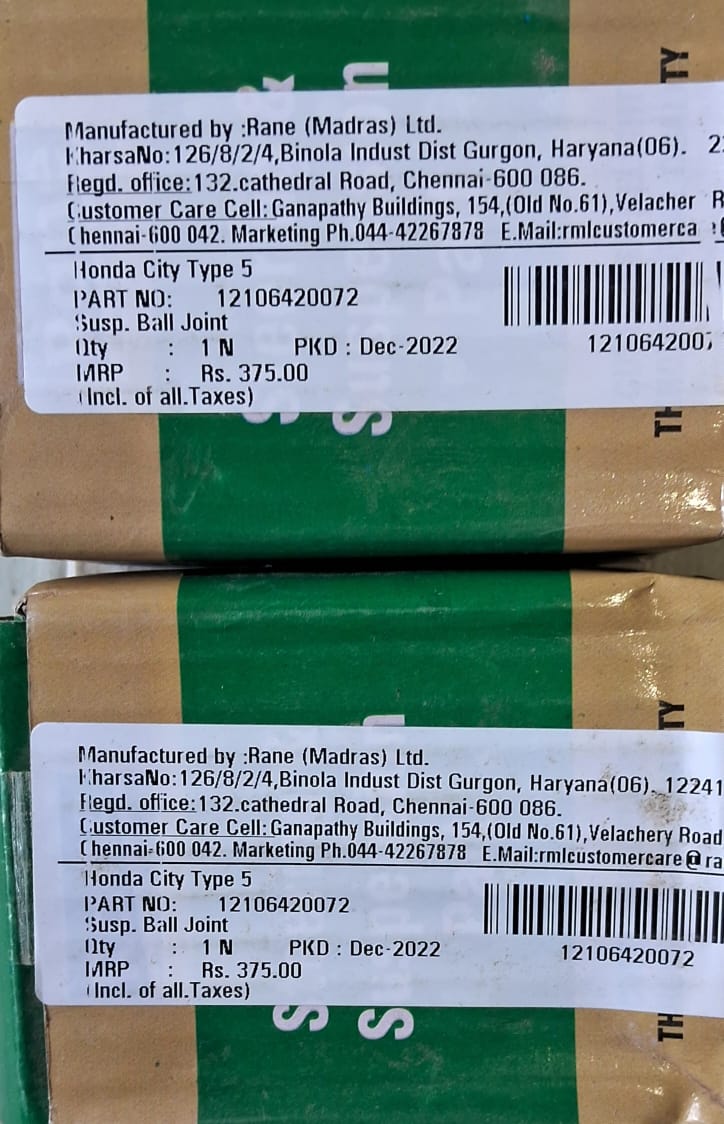 Manufactured by :Rane (Madras) Ltd.
KharsaNo:126/8/2/4,Binola Indust Dist Gurgon, Haryana(06).
Regd. office:132.cathedral Road, Chennai-600 086.
Customer Care Cell:Ganapathy Buildings, 154,(Old No.61),Velacher
Chennai-600 042. Marketing Ph.044-42267878 E.Mail:rmlcustomerca
Honda City Type 5
PART NO: 12106420072
Susp. Ball Joint
Qty : 1 N PKD : Dec-2022
MRP : Rs. 375.00
(Incl. of all.Taxes)
TY
TH
Manufactured by :Rane (Madras) Ltd.
KharsaNo:126/8/2/4,Binola Indust Dist Gurgon, Haryana(06). 12241
Regd. office:132.cathedral Road, Chennai-600 086.
Customer Care Cell:Ganapathy Buildings, 154,(Old No.61),Velachery Road
Chennai-600 042. Marketing Ph.044-42267878 E.Mail:rmlcustomercare@ra
Honda City Type 5
PART NO: 12106420072
Susp. Ball Joint
Qty : 1 N PKD : Dec-2022
12106420072
MRP : Rs. 375.00
(Incl. of all.Taxes)
TY
TH